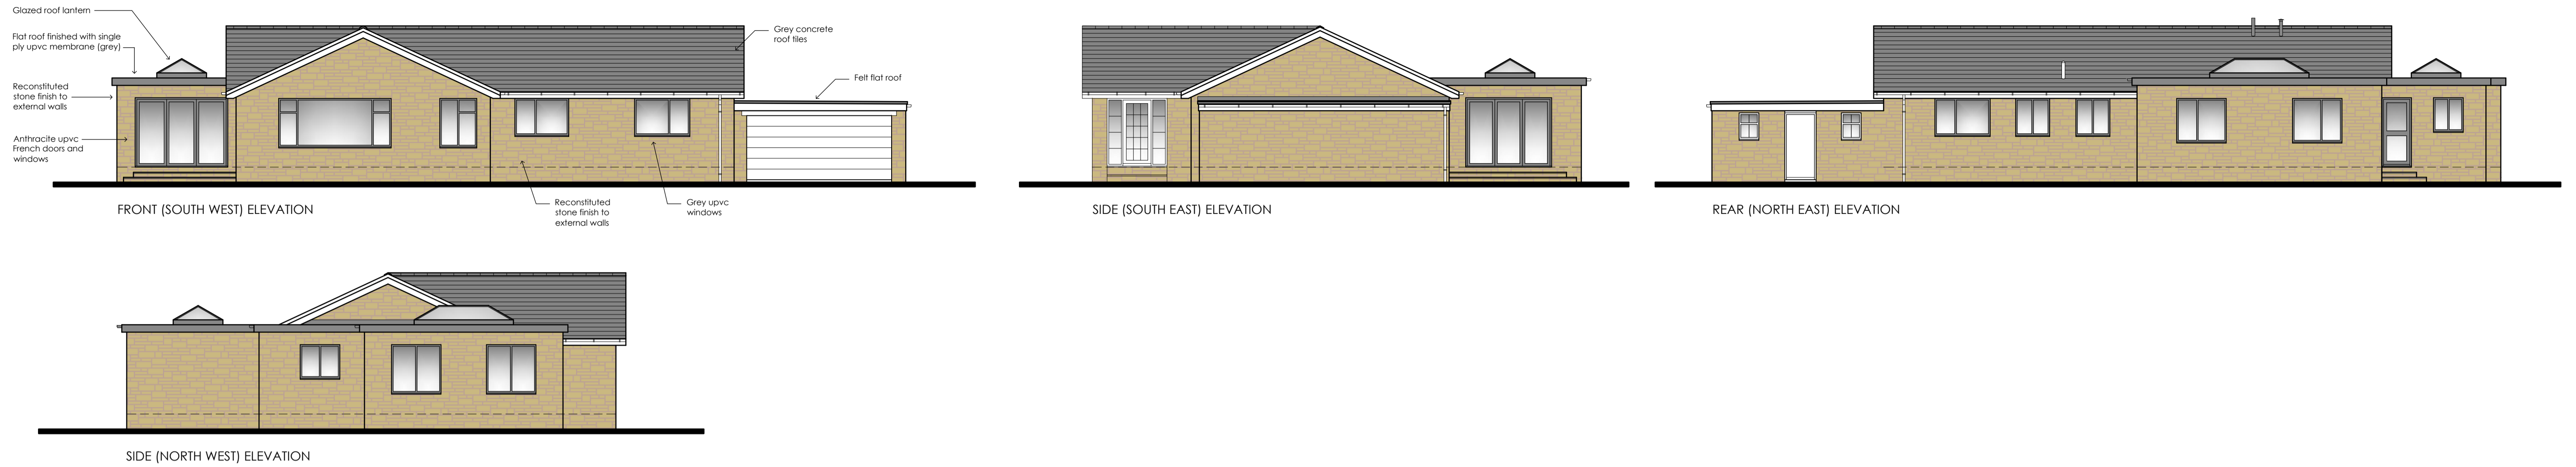 Glazed roof lantern
Flat roof finished with single
ply upvc membrane (grey)
Reconstituted
stone finish to
external walls
Anthracite upvc
French doors and
windows
Grey concrete
roof tiles
Felt flat roof
Reconstituted
stone finish to
external walls
Grey upvc
windows
FRONT (SOUTH WEST) ELEVATION
SIDE (SOUTH EAST) ELEVATION
REAR (NORTH EAST) ELEVATION
SIDE (NORTH WEST) ELEVATION